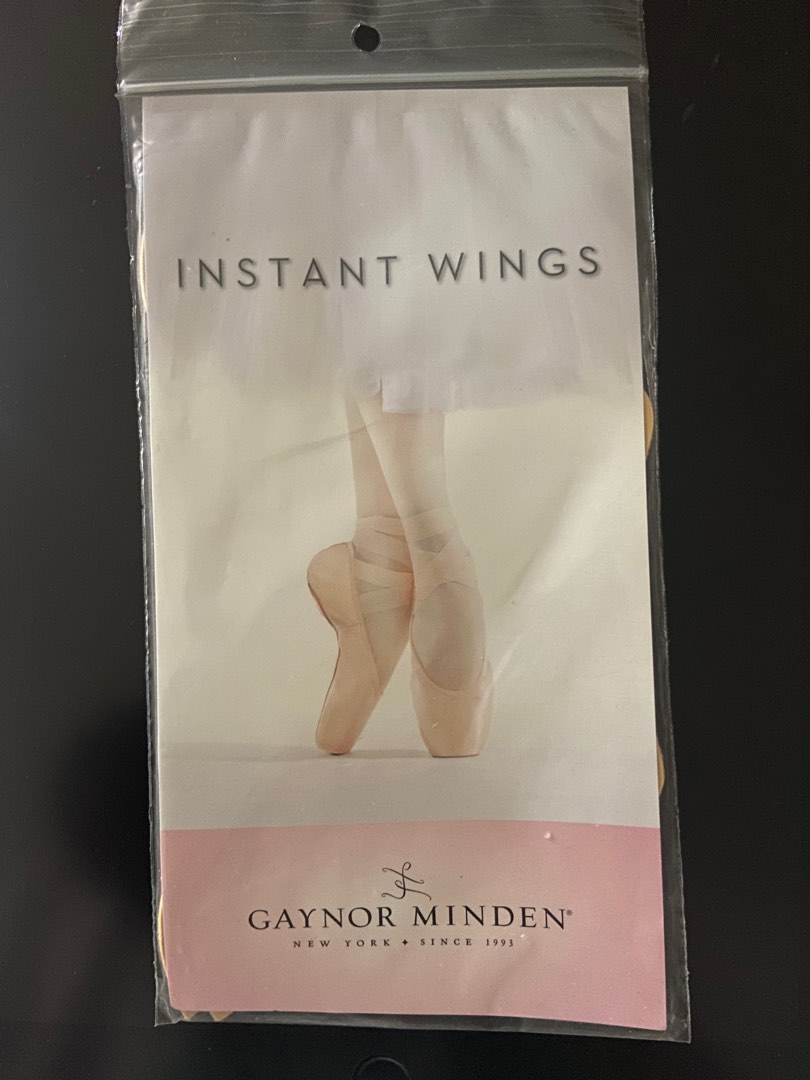 INSTANT WINGS
GAYNOR MINDEN®
NEW YORK ✦ SINCE 1993